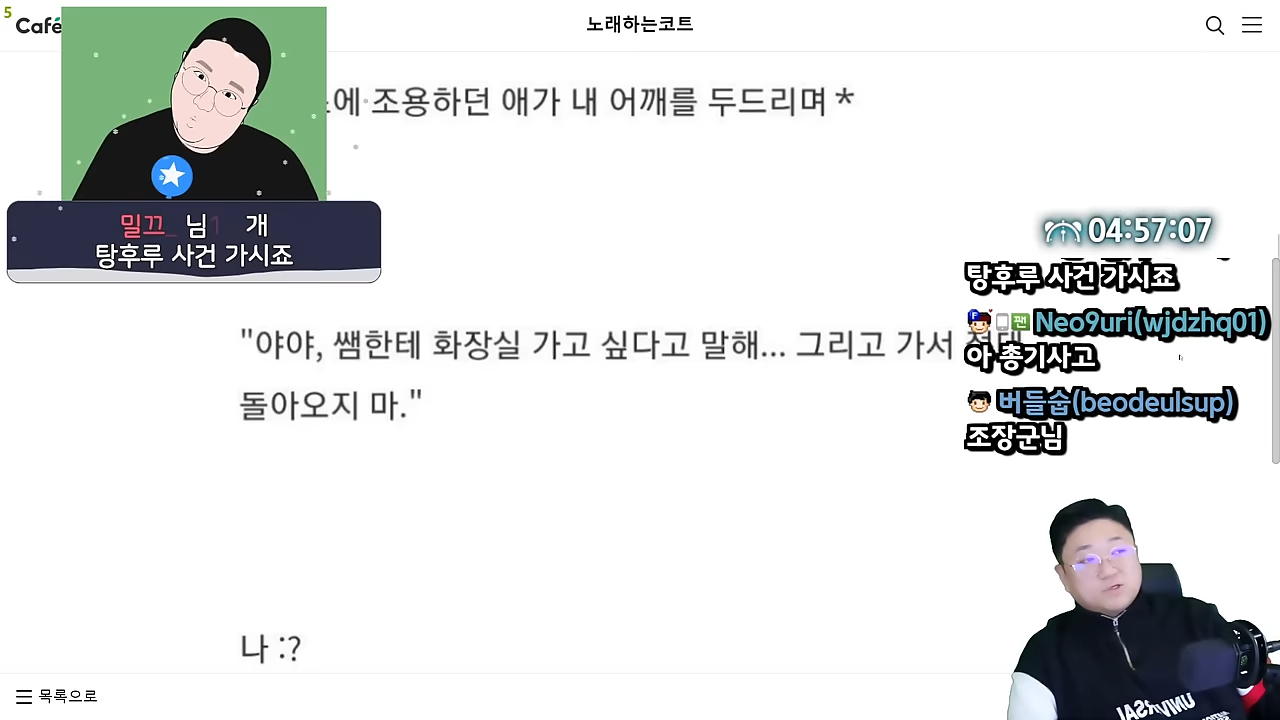 5
Café
노래하는코트
에 조용하던 애가 내 어깨를 두드리며 *
밀끄_ 님 1 개
탕후루 사건 가시죠
04:57:07
탕후루 사건 가시죠
Neo9uri(wjdzhq01)
아 총기사고
버들숩(beodeulsup)
조장군님
"야야, 쌤한테 화장실 가고 싶다고 말해... 그리고 가서
돌아오지 마."
나 :?
목록으로